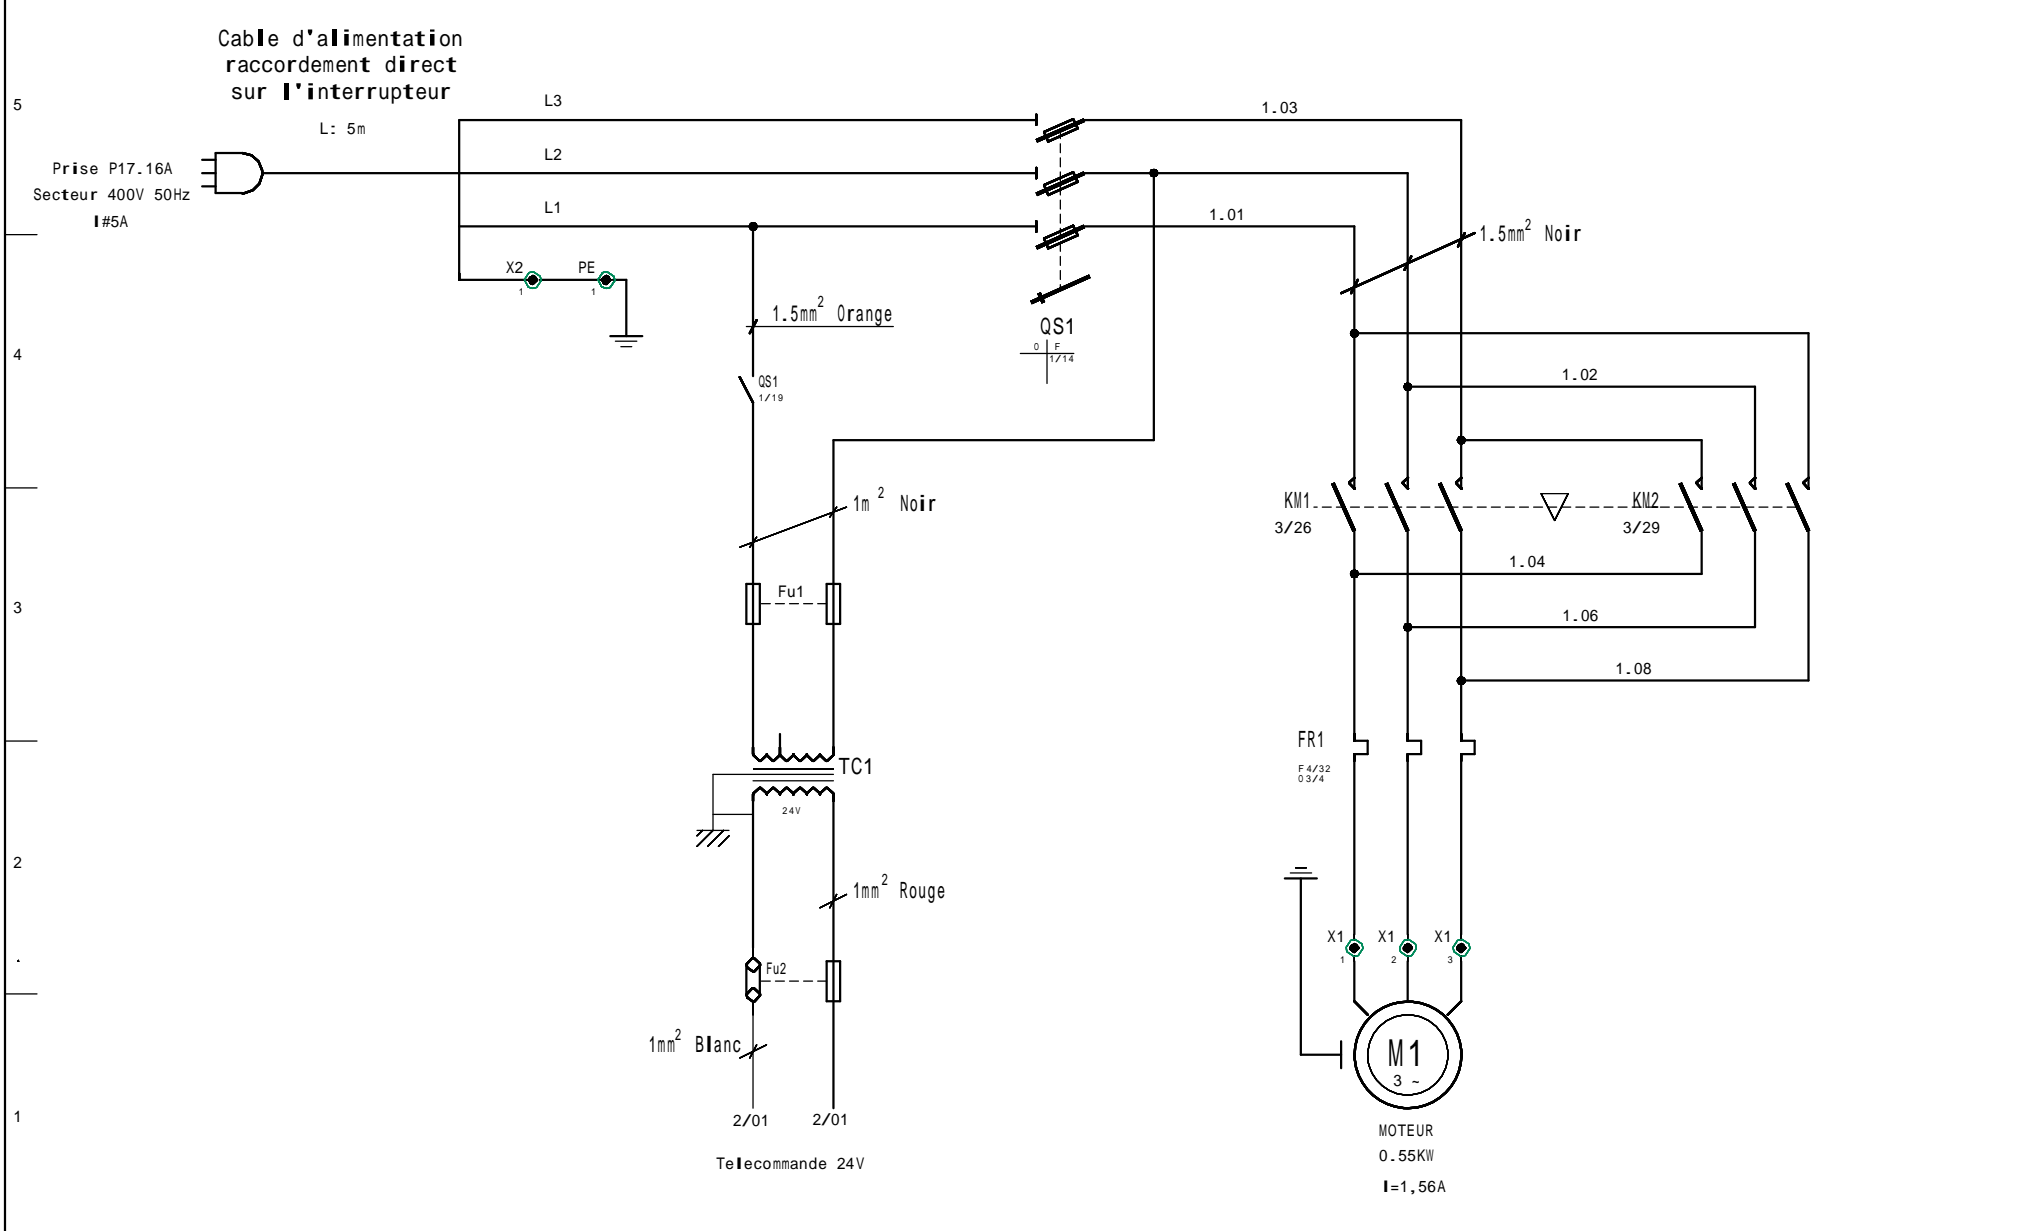 Cable d'alimentation
raccordement direct
sur l'interrupteur
L: 5m
Prise P17.16A
Secteur 400V 50Hz
I#5A
5
4
3
2
.
1
L3
L2
L1
X2
1
PE
1
1.5mm2 Orange
QS1
1/19
QS1
O F
1/14
1.03
1.01
1.5mm2 Noir
1.02
1m 2 Noir
KM1
3/26
KM2
3/29
1.04
1.06
1.08
Fu1
TC1
24V
FR1
F4/32
O3/4
1mm2 Rouge
Fu2
1mm2 Blanc
2/01
2/01
Telecommande 24V
X1
1
X1
2
X1
3
M1
3 ~
MOTEUR
0.55KW
I=1,56A